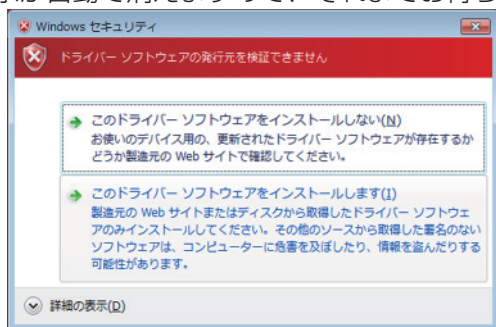 Windows セキュリティ
ドライバー ソフトウェアの発行元を検証できません
このドライバー ソフトウェアをインストールしない(N)
お使いのデバイス用の、更新されたドライバー ソフトウェアが存在するか
どうか製造元の Web サイトで確認してください。
このドライバー ソフトウェアをインストールします(I)
製造元の Web サイトまたはディスクから取得したドライバー ソフトウェ
アのみインストールしてください。その他のソースから取得した署名のない
ソフトウェアは、コンピューターに危害を及ぼしたり、情報を盗んだりする
可能性があります。
詳細の表示(D)